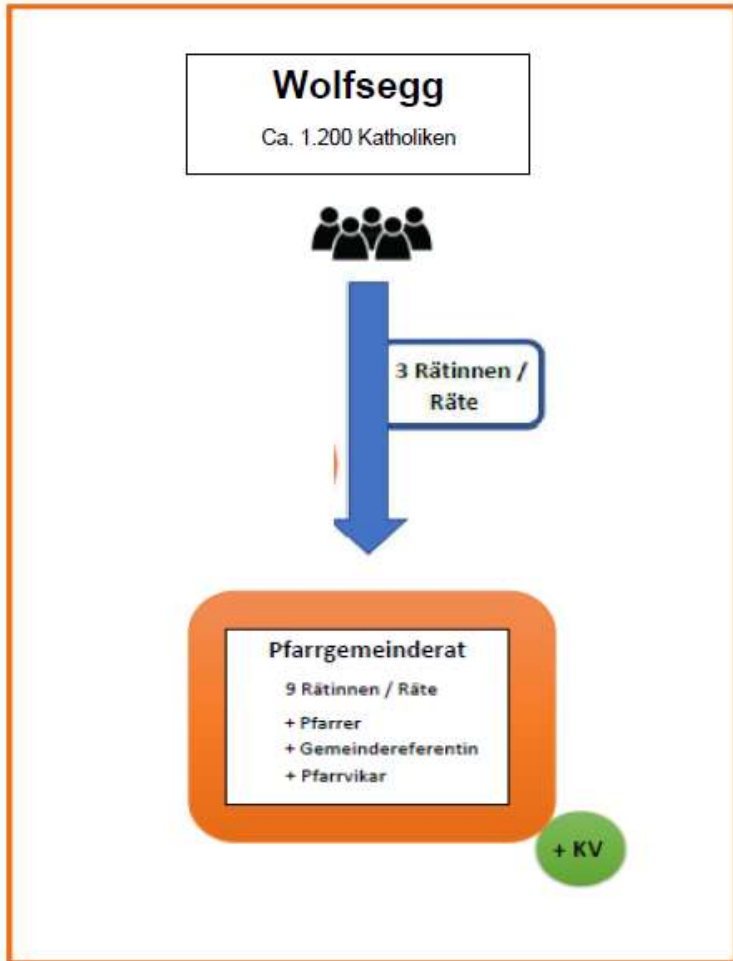 Wolfsegg
Ca. 1.200 Katholiken
3 Rätinnen /
Räte
Pfarrgemeinderat
9 Rätinnen / Räte
+ Pfarrer
+ Gemeindereferentin
+ Pfarrvikar
+ KV